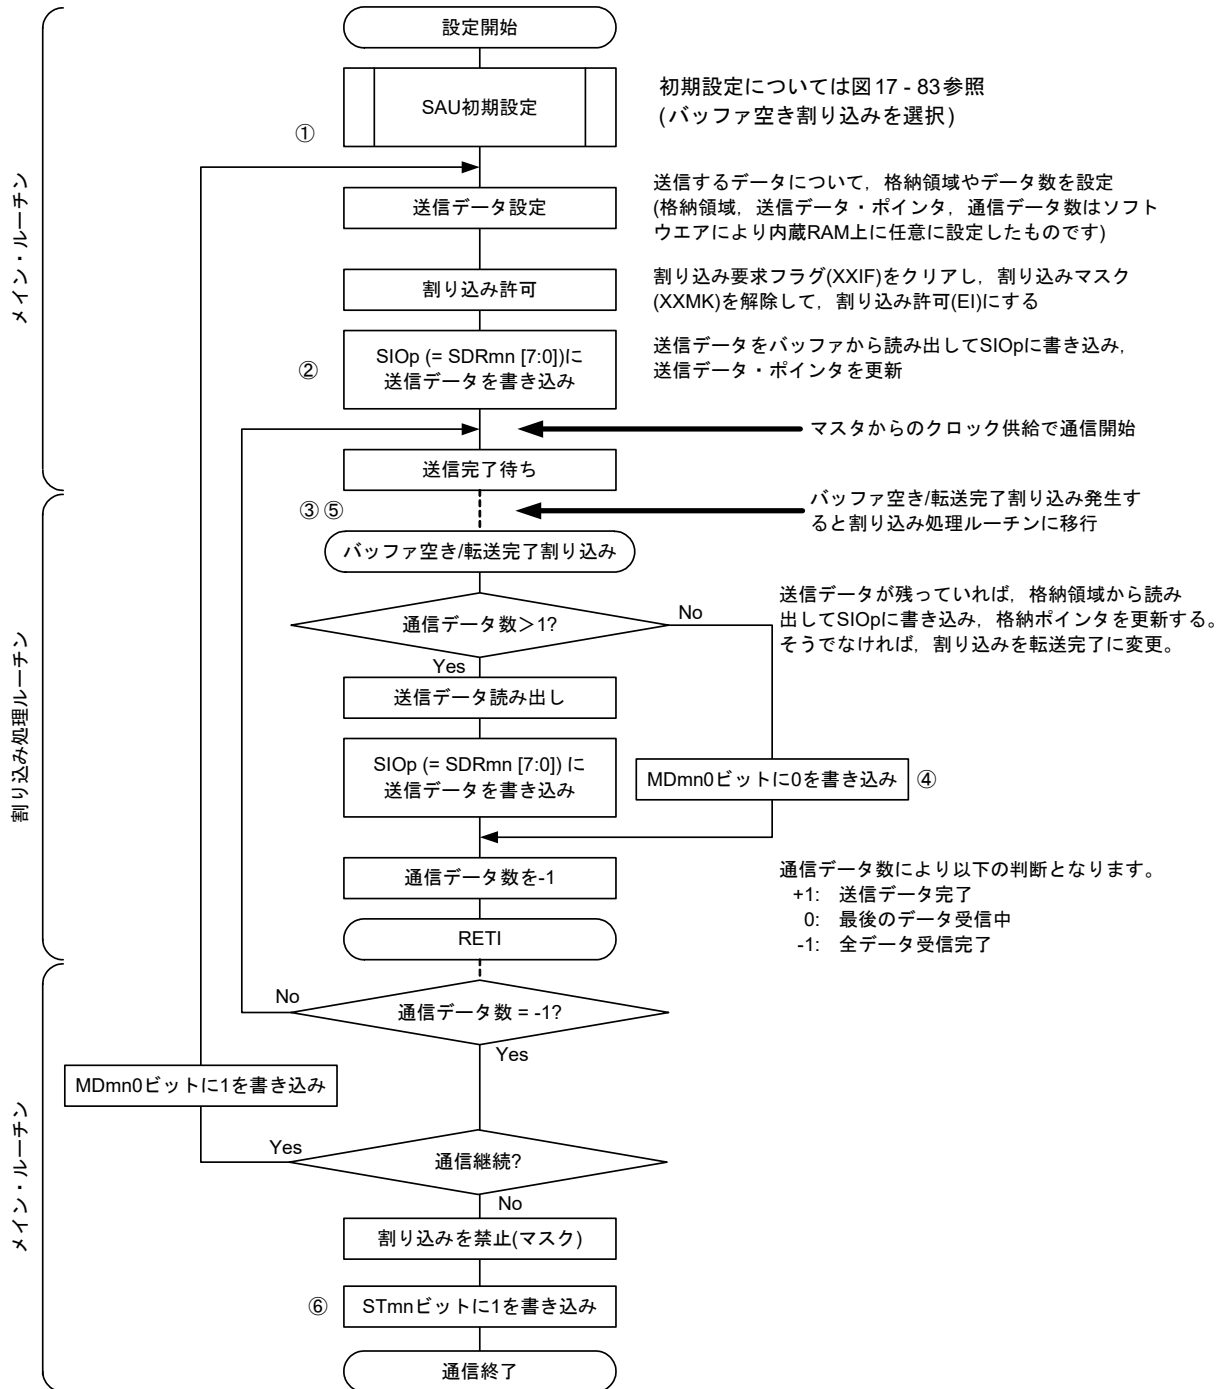 設定開始
SAU初期設定
初期設定については図17 - 83参照
(バッファ空き割り込みを選択)
①
メイン・ルーチン
送信データ設定
送信するデータについて，格納領域やデータ数を設定
(格納領域，送信データ・ポインタ，通信データ数はソフト
ウエアにより内蔵RAM上に任意に設定したものです)
割り込み許可
割り込み要求フラグ(XXIF)をクリアし，割り込みマスク
(XXMK)を解除して，割り込み許可(EI)にする
②
SIOp (= SDRmn [7:0])に
送信データを書き込み
送信データをバッファから読み出してSIOpに書き込み，
送信データ・ポインタを更新
マスタからのクロック供給で通信開始
送信完了待ち
③⑤
バッファ空き/転送完了割り込み発生す
ると割り込み処理ルーチンに移行
バッファ空き/転送完了割り込み
割り込み処理ルーチン
通信データ数＞1?
No
Yes
送信データが残っていれば，格納領域から読み
出してSIOpに書き込み，格納ポインタを更新する。
そうでなければ，割り込みを転送完了に変更。
送信データ読み出し
SIOp (= SDRmn [7:0]) に
送信データを書き込み
MDmn0ビットに0を書き込み
④
通信データ数を-1
通信データ数により以下の判断となります。
+1: 送信データ完了
0: 最後のデータ受信中
-1: 全データ受信完了
RETI
メイン・ルーチン
No
通信データ数 = -1?
Yes
MDmn0ビットに1を書き込み
Yes
通信継続?
No
割り込みを禁止(マスク)
⑥
STmnビットに1を書き込み
通信終了